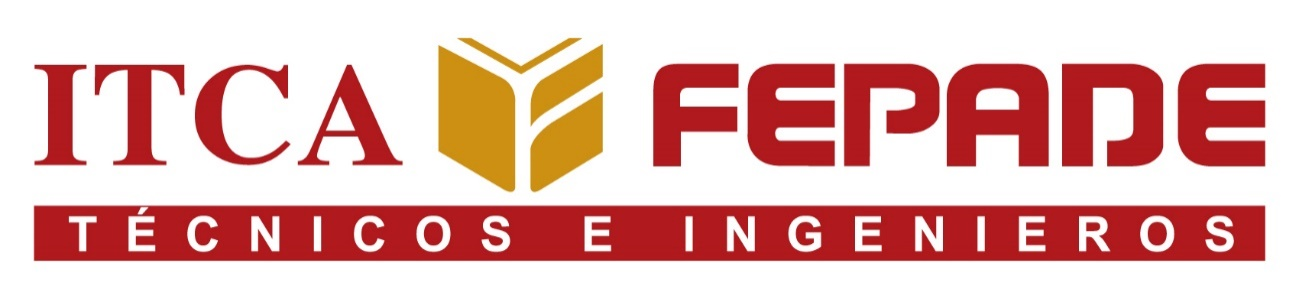 ITCA FEPADE
TÉCNICOS E INGENIEROS